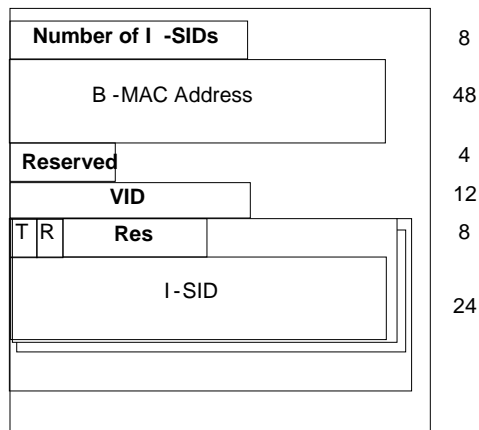 Number of I -SIDs 8
B -MAC Address 48
Reserved 4
VID 12
T R Res 8
I -SID 24